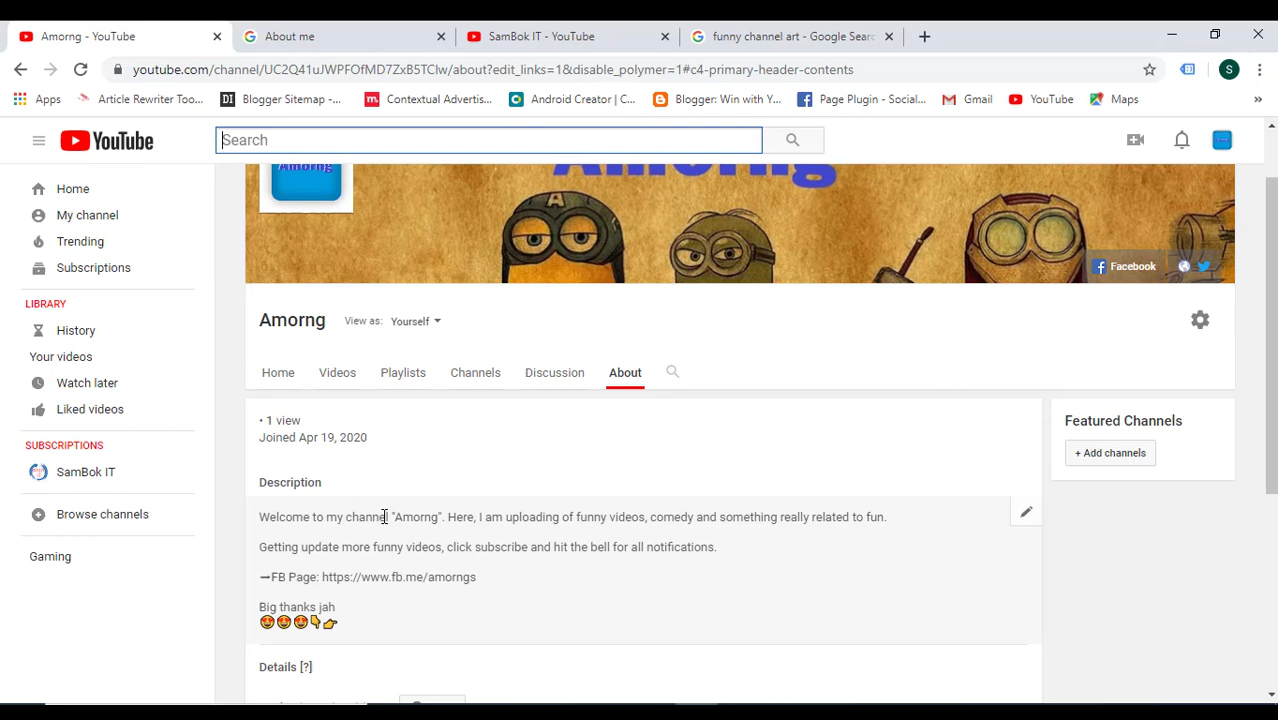 Amorng - YouTube
About me
SamBok IT - YouTube
funny channel art - Google Searc
youtube.com/channel/UC2Q41uJWPFOfMD7ZxB5TClw/about?edit_links=1&disable_polymer=1#c4-primary-header-contents
S
Apps
Article Rewriter Too...
DI
Blogger Sitemap -...
m
Contextual Advertis...
Android Creator | C...
Blogger: Win with Y...
Page Plugin - Social...
Gmail
YouTube
Maps
»
YouTube
Search
Amorng
Amorng
A
Facebook
Home
My channel
Trending
Subscriptions
LIBRARY
History
Your videos
Watch later
Liked videos
SUBSCRIPTIONS
SamBok IT
Browse channels
Gaming
Amorng
View as: Yourself
Home
Videos
Playlists
Channels
Discussion
About
• 1 view
Joined Apr 19, 2020
Description
Welcome to my channel "Amorng". Here, I am uploading of funny videos, comedy and something really related to fun.
Getting update more funny videos, click subscribe and hit the bell for all notifications.
➖FB Page: https://www.fb.me/amorngs
Big thanks jah
😍😍😍👇👉
Details [?]
Featured Channels
+ Add channels